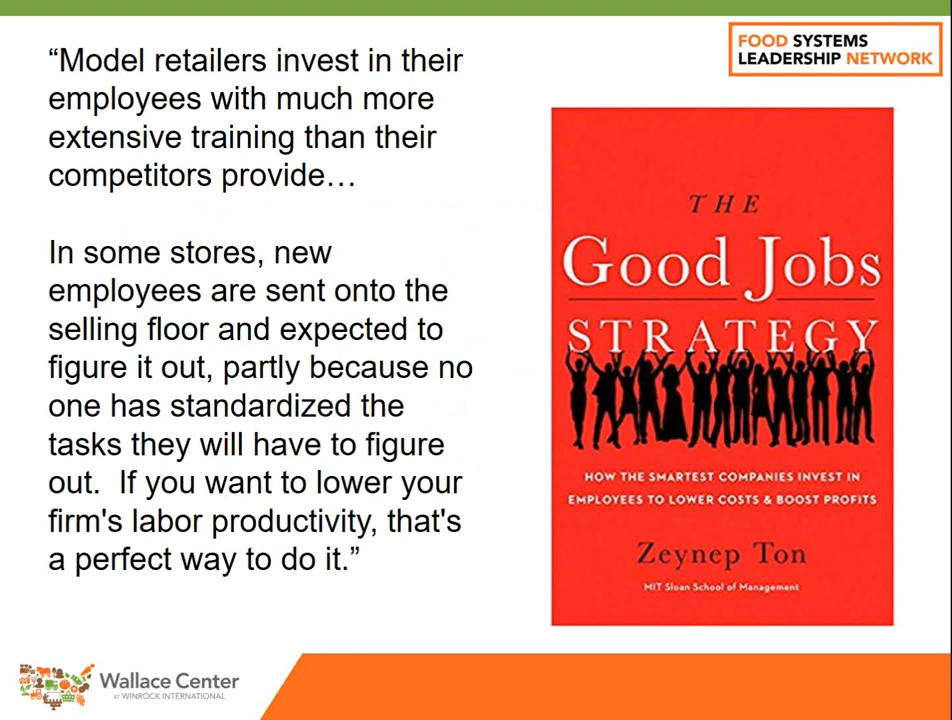 “Model retailers invest in their
employees with much more
extensive training than their
competitors provide…
In some stores, new
employees are sent onto the
selling floor and expected to
figure it out, partly because no
one has standardized the
tasks they will have to figure
out.  If you want to lower your
firm's labor productivity, that's
a perfect way to do it.”
FOOD SYSTEMS
LEADERSHIP NETWORK
THE
Good Jobs
STRATEGY
HOW THE SMARTEST COMPANIES INVEST IN
EMPLOYEES TO LOWER COSTS & BOOST PROFITS
Zeynep Ton
MIT Sloan School of Management
Wallace Center
AT WINROCK INTERNATIONAL